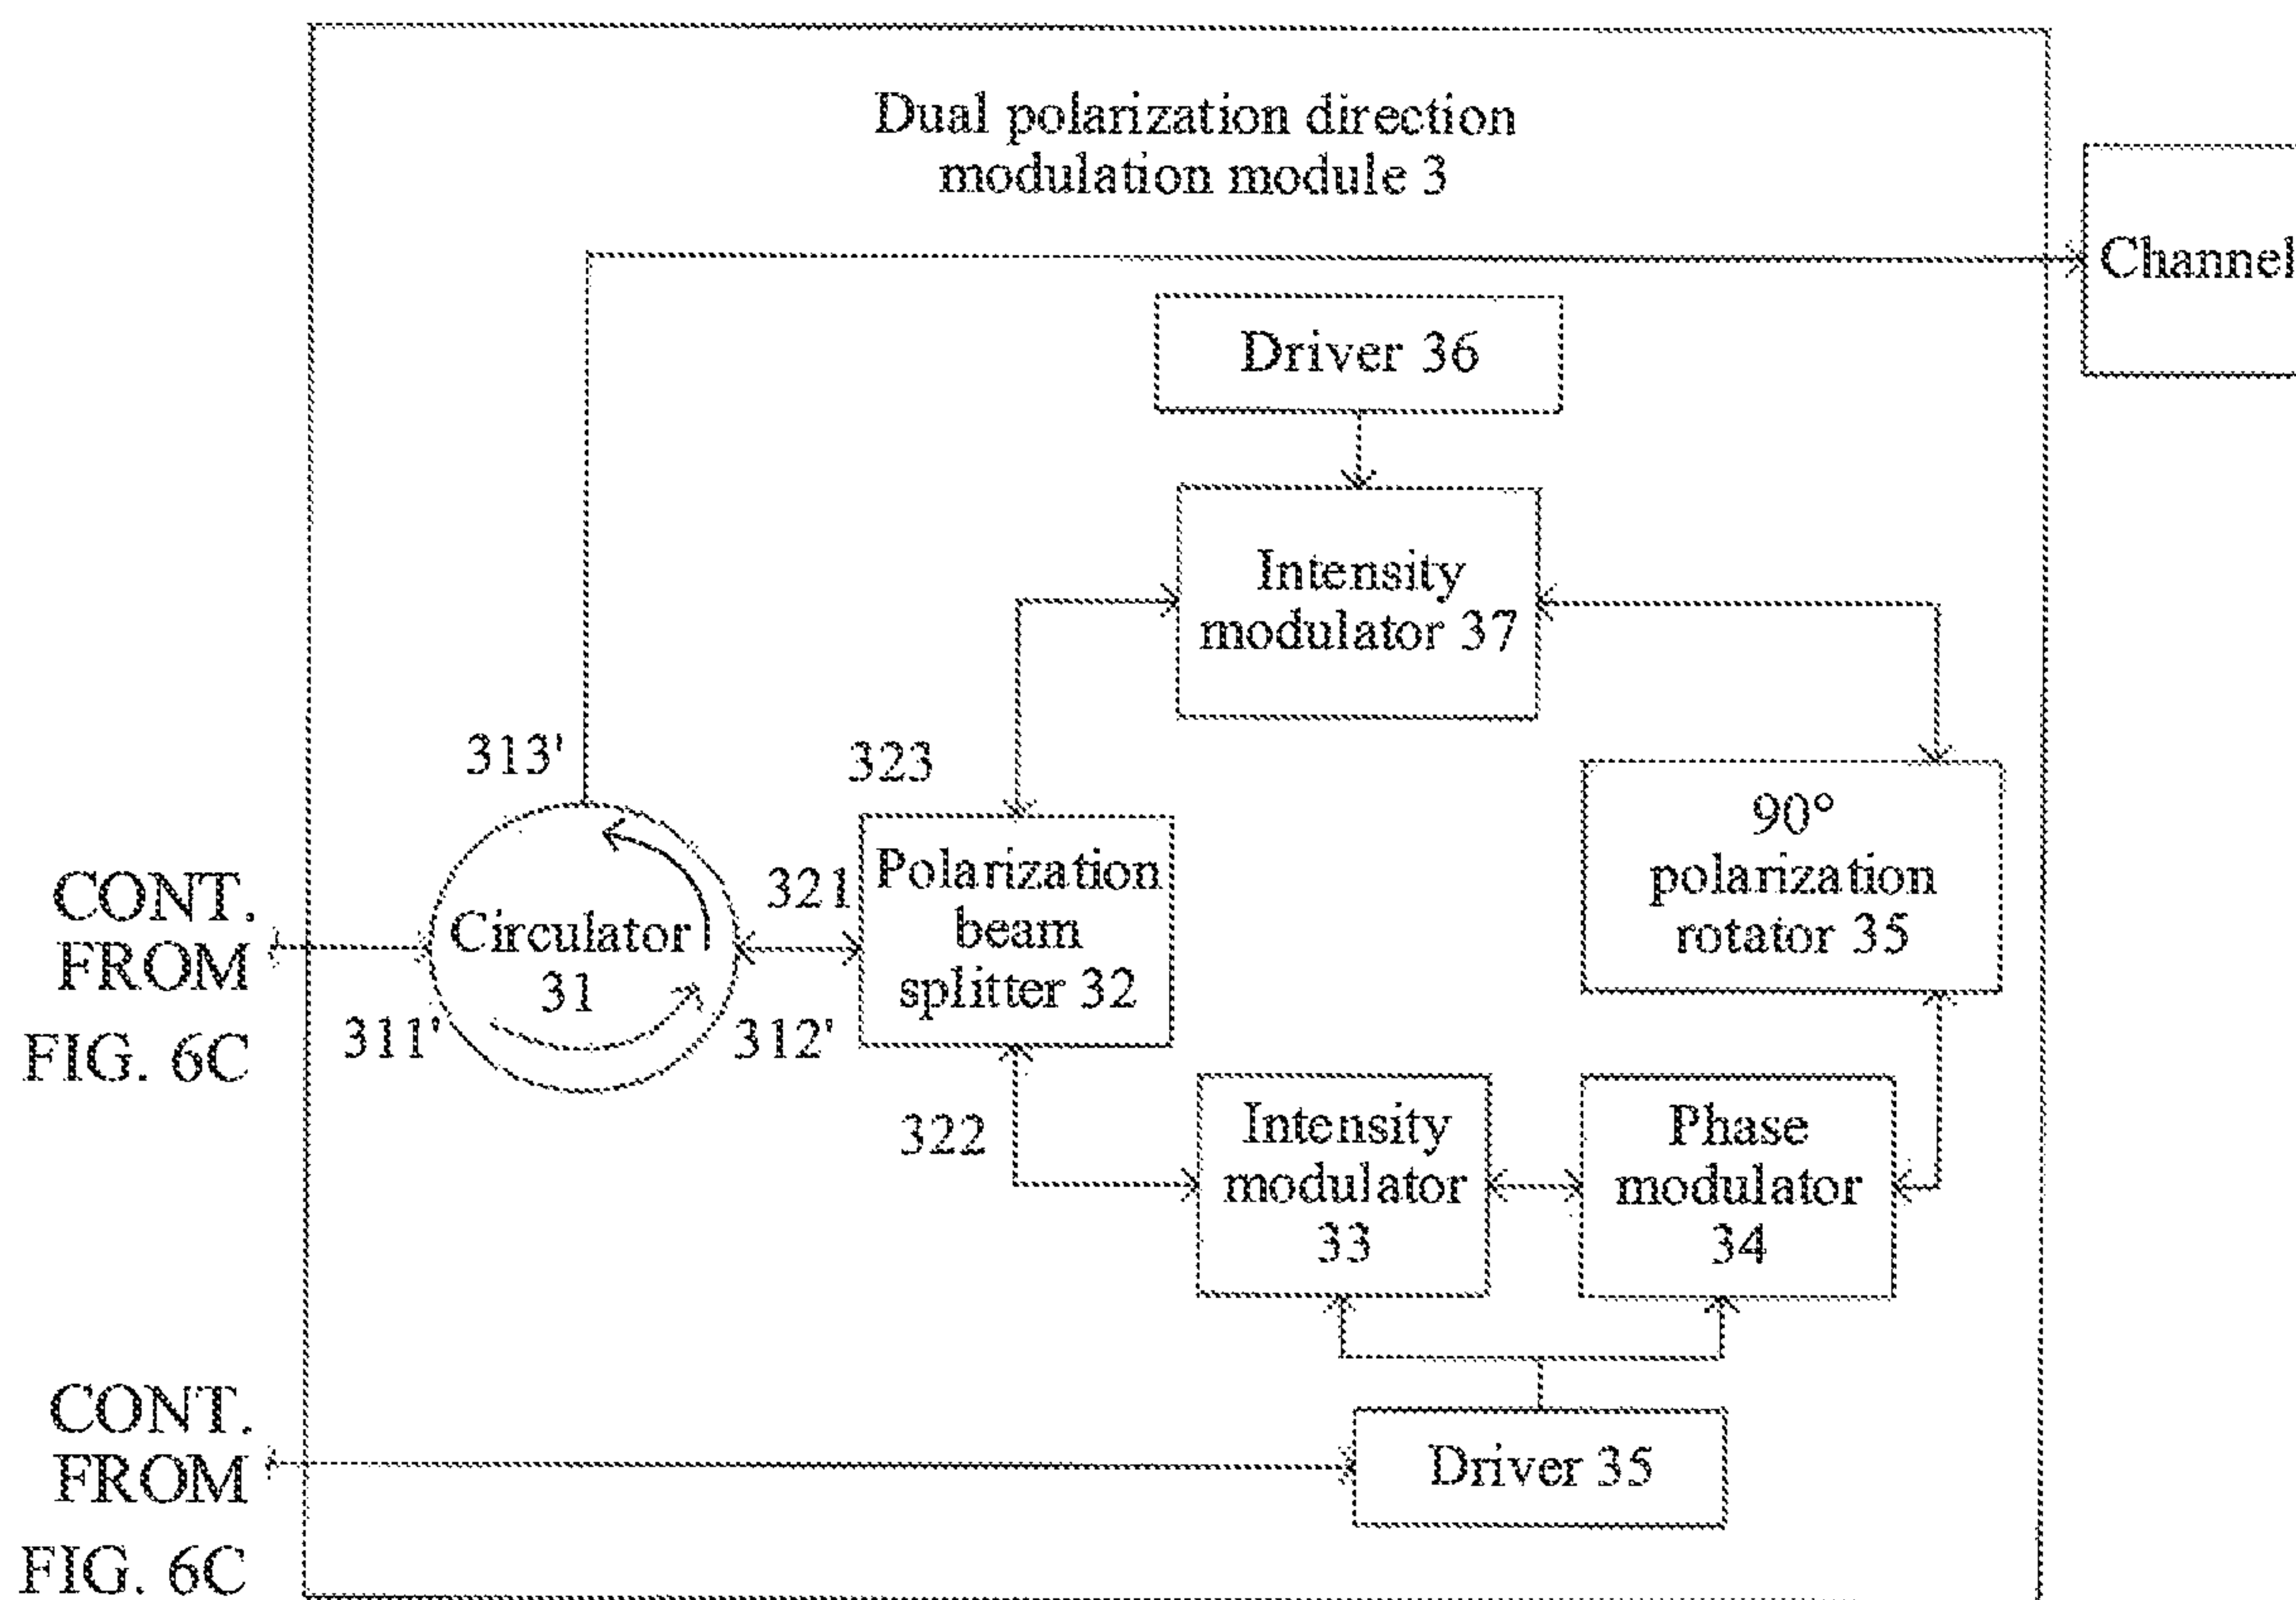 Dual polarization direction
modulation module 3
Channel
Driver 36
Intensity
modulator 37
313'
323
90°
polarization
rotator 35
CONT.
FROM
FIG. 6C
311'
Circulator
31
312'
321
Polarization
beam
splitter 32
322
Intensity
modulator
33
Phase
modulator
34
CONT.
FROM
FIG. 6C
Driver 35